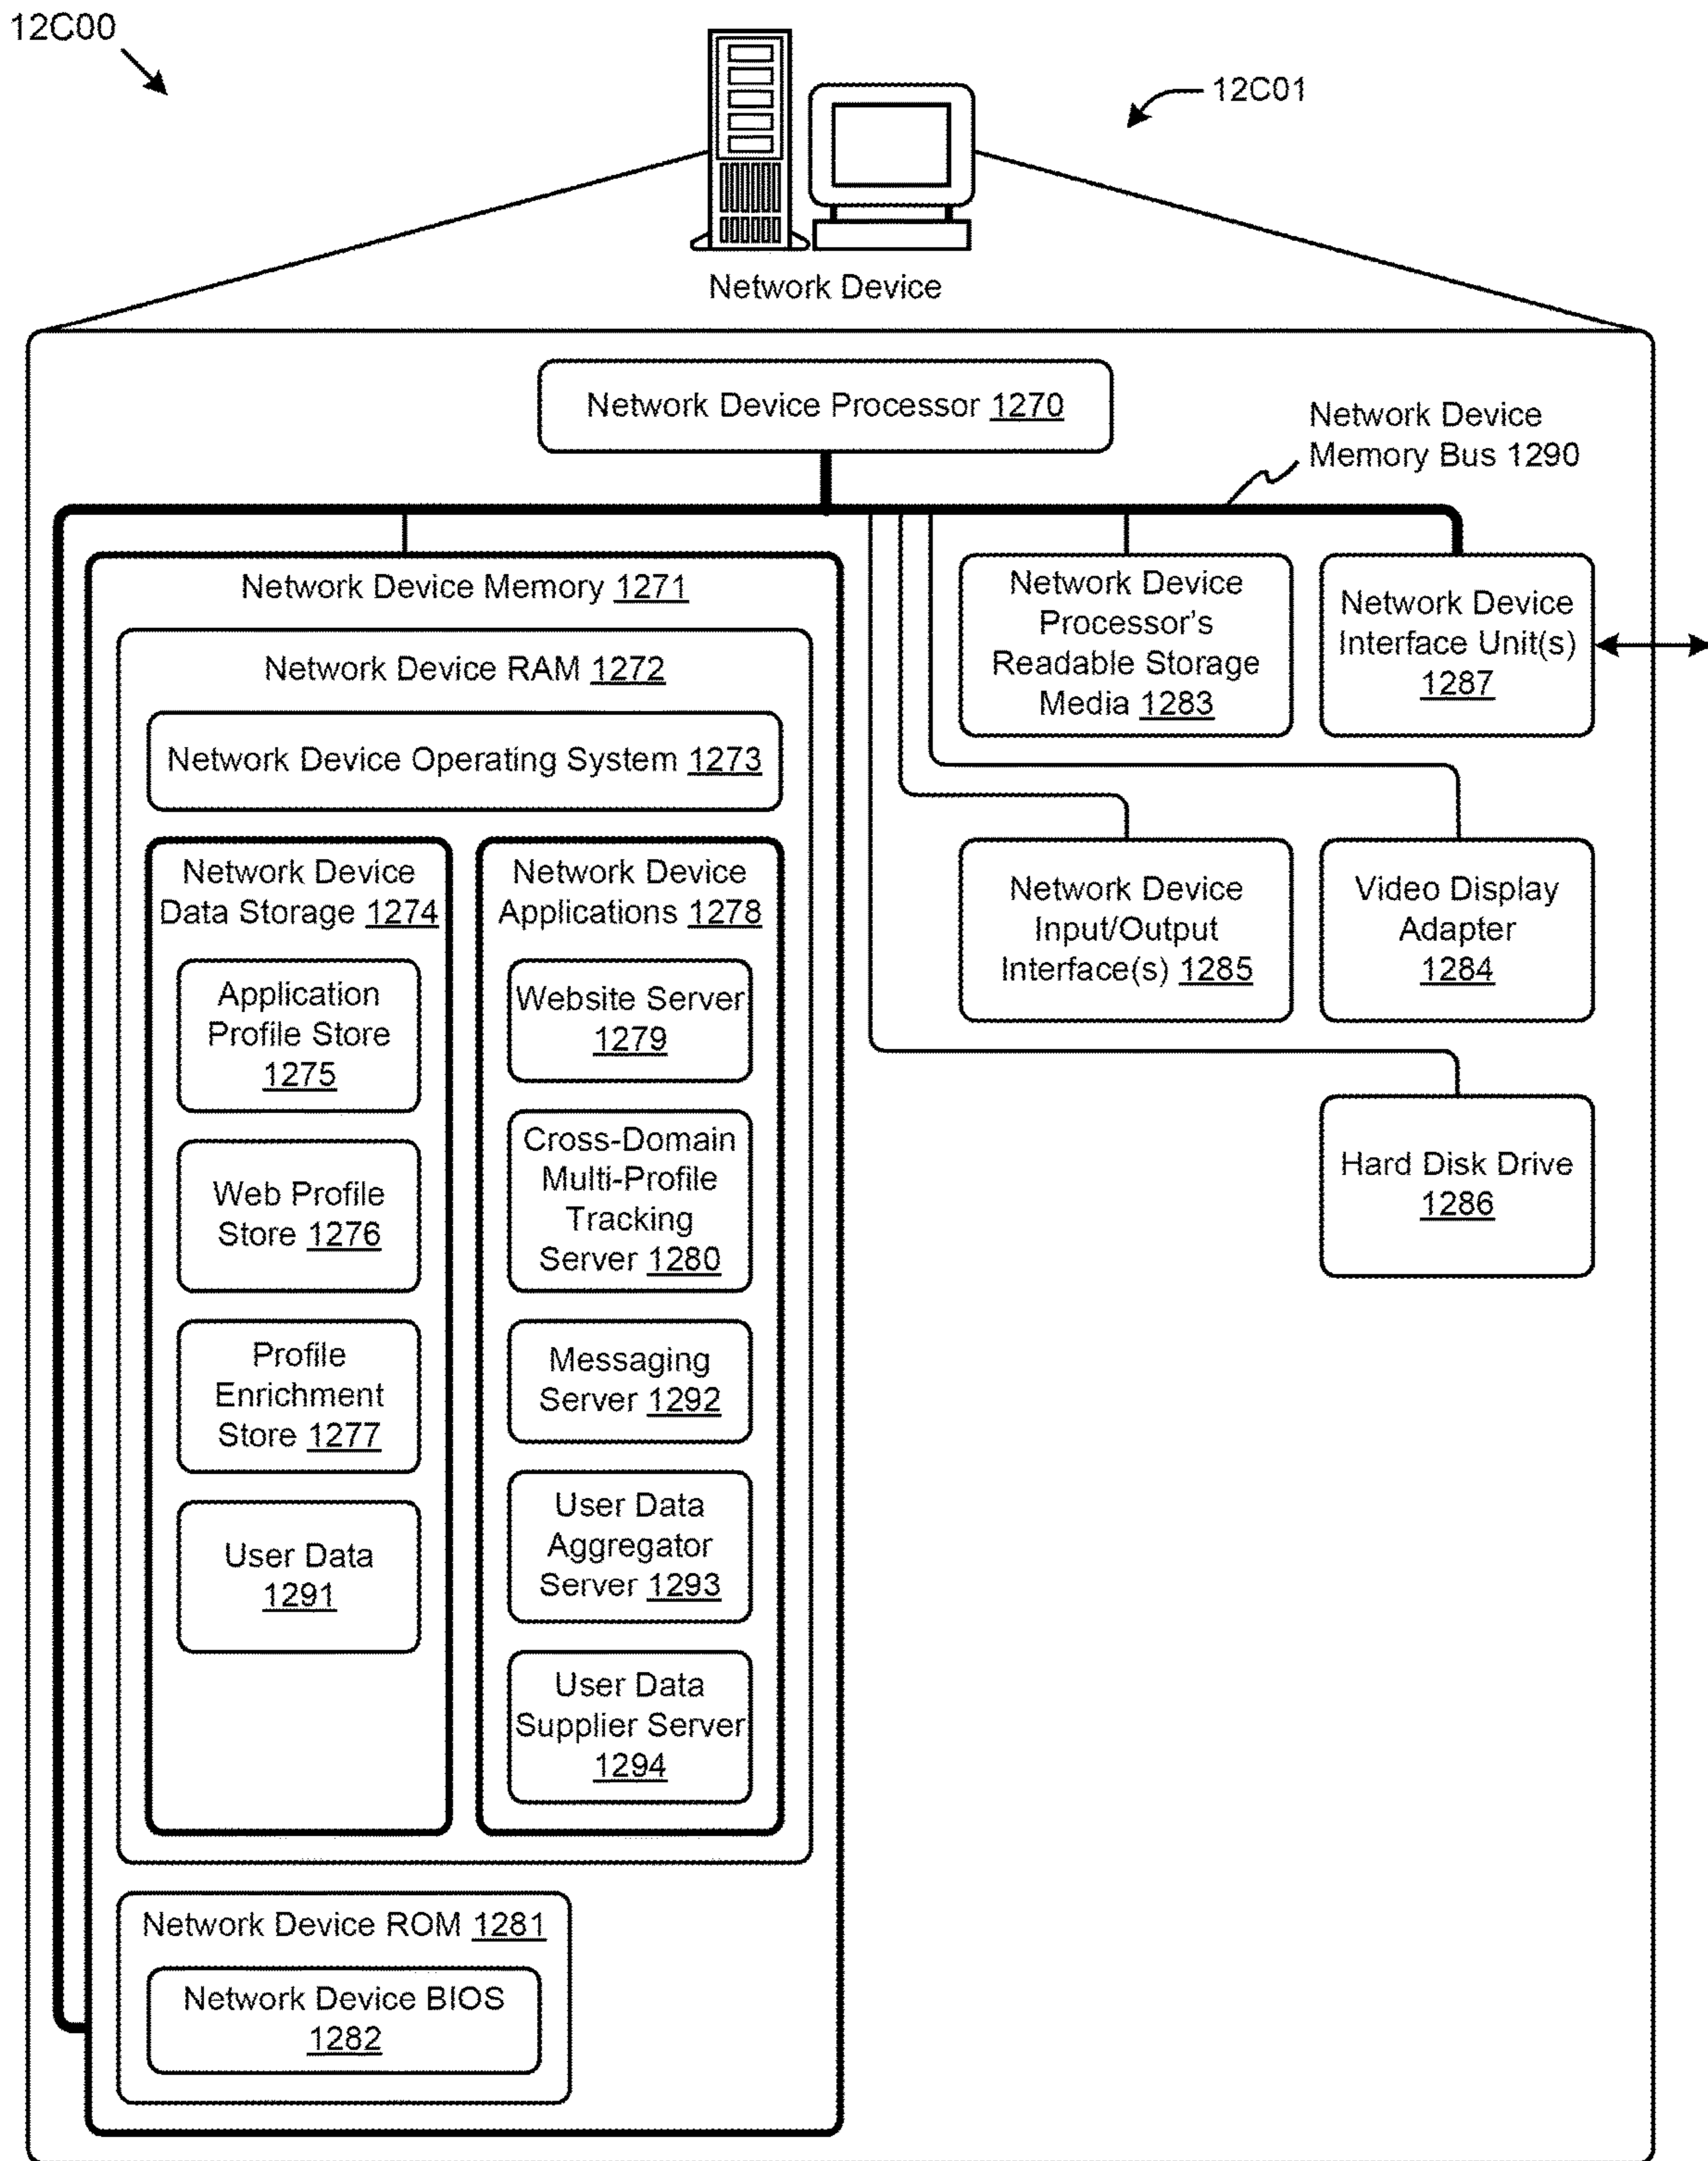 12C00
12C01
Network Device
Network Device Processor 1270
Network Device
Memory Bus 1290
Network Device Memory 1271
Network Device RAM 1272
Network Device Operating System 1273
Network Device
Data Storage 1274
Application
Profile Store
1275
Web Profile
Store 1276
Profile
Enrichment
Store 1277
User Data
1291
Network Device
Applications 1278
Website Server
1279
Cross-Domain
Multi-Profile
Tracking
Server 1280
Messaging
Server 1292
User Data
Aggregator
Server 1293
User Data
Supplier Server
1294
Network Device ROM 1281
Network Device BIOS
1282
Network Device
Processor’s
Readable Storage
Media 1283
Network Device
Interface Unit(s)
1287
Network Device
Input/Output
Interface(s) 1285
Video Display
Adapter
1284
Hard Disk Drive
1286